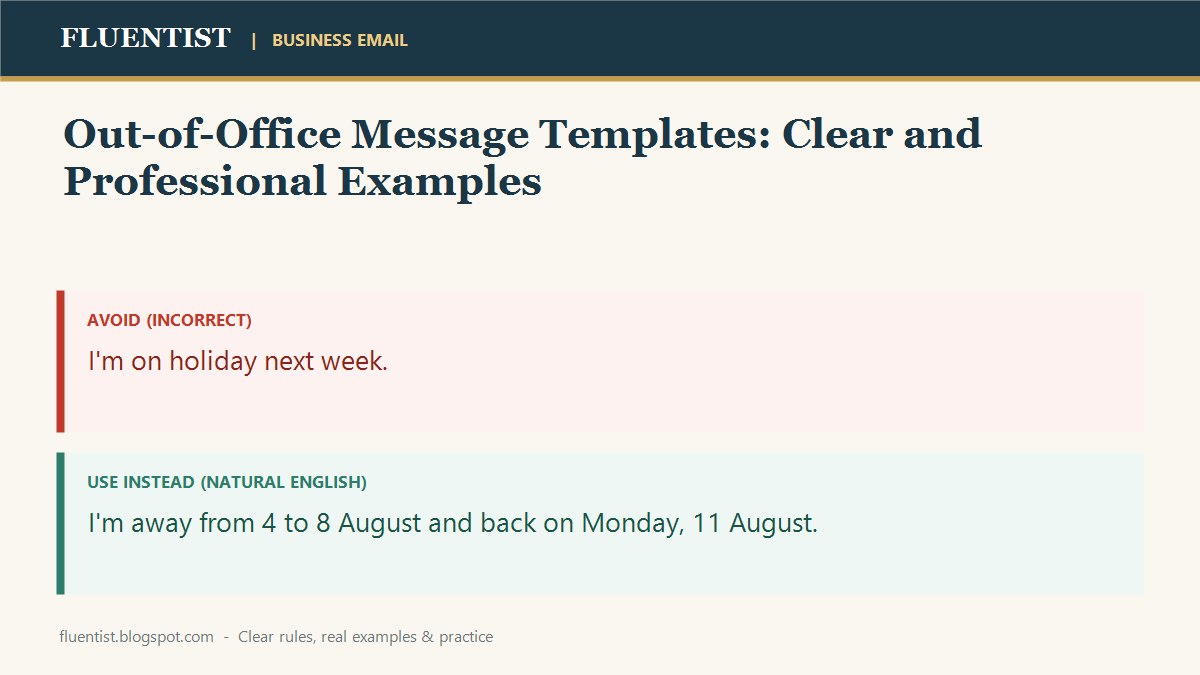 FLUENTIST | BUSINESS EMAIL
Out-of-Office Message Templates: Clear and
Professional Examples
AVOID (INCORRECT)
I'm on holiday next week.
USE INSTEAD (NATURAL ENGLISH)
I'm away from 4 to 8 August and back on Monday, 11 August.
fluentist.blogspot.com - Clear rules, real examples & practice